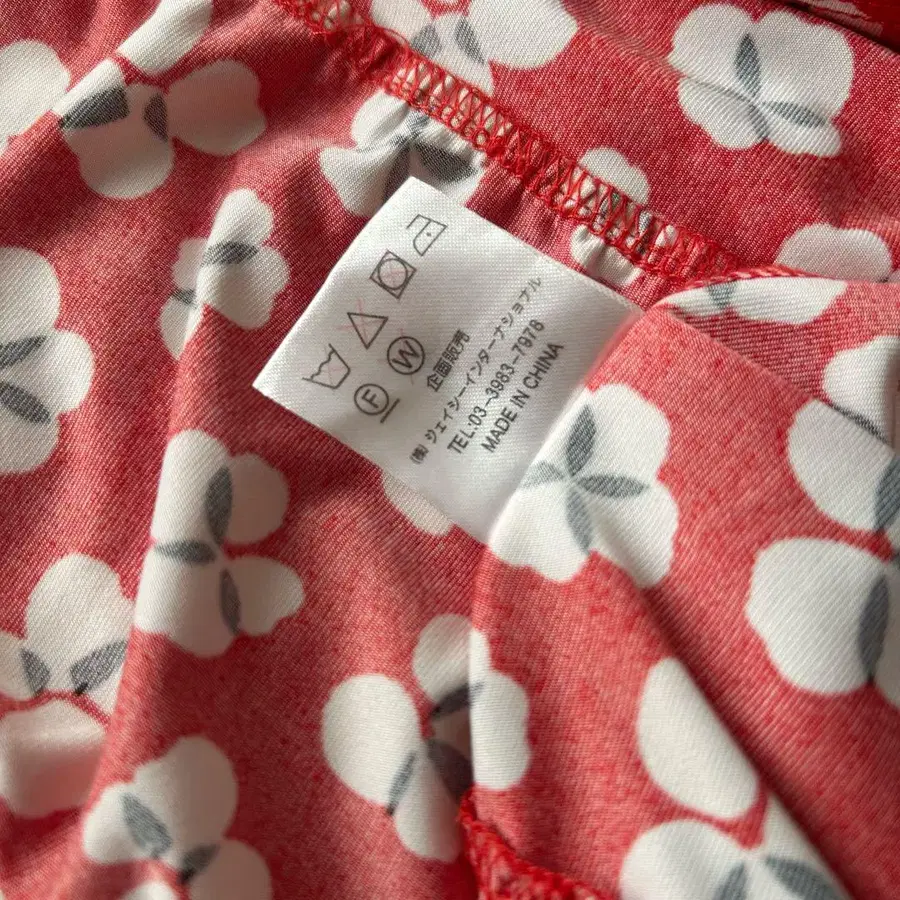 Ⓕ Ⓦ
企画販売
(株)ジェイシーインターナショナル
TEL:03-3983-7978
MADE IN CHINA